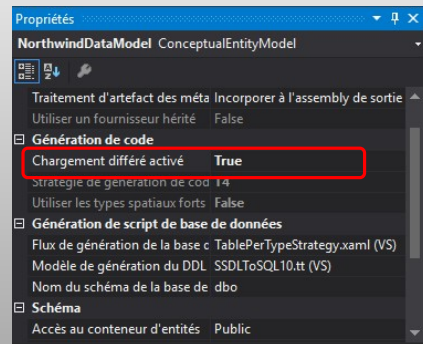 Propriétés
NorthwindDataModel ConceptualEntityModel
Traitement d'artefact des méta Incorporer à l'assembly de sortie
Utiliser un fournisseur hérité False
Génération de code
Chargement différé activé True
Stratégie de génération de cod T4
Utiliser les types spatiaux forts False
Génération de script de base de données
Flux de génération de la base d TablePerTypeStrategy.xaml (VS)
Modèle de génération du DDL SSDLToSQL10.tt (VS)
Nom du schéma de la base de dbo
Schéma
Accès au conteneur d'entités Public